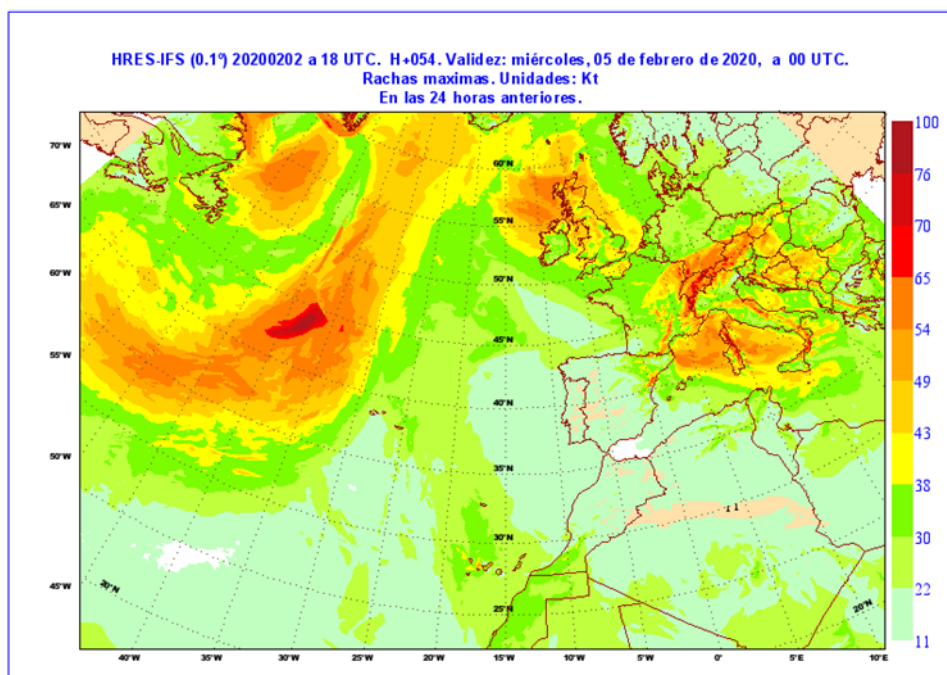 HRES-IFS (0.1º) 20200202 a 18 UTC. H+054. Validez: miércoles, 05 de febrero de 2020, a 00 UTC.
Rachas maximas. Unidades: Kt
En las 24 horas anteriores.
100
76
70
65
54
49
43
38
30
22
11
70°W
65°W
60°W
55°W
50°W
45°W
60°N
55°N
50°N
45°N
40°N
35°N
30°N
25°N
20°N
20°N
40°W
35°W
30°W
25°W
20°W
15°W
10°W
5°W
0°
5°E
10°E
11